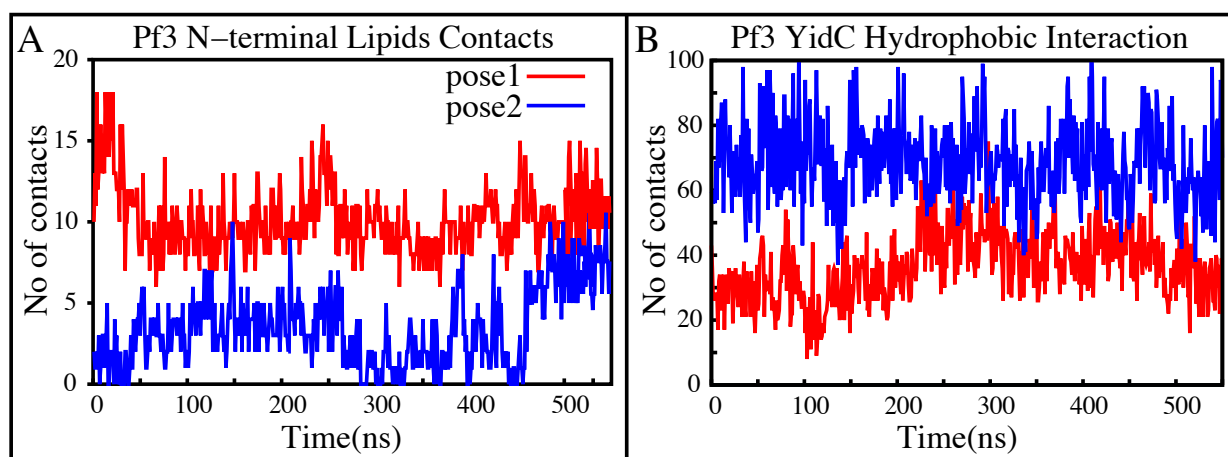 A
Pf3 N−terminal Lipids Contacts
20
15
10
5
0
No of contacts
pose1
pose2
0 100 200 300 400 500
Time(ns)
B
Pf3 YidC Hydrophobic Interaction
100
80
60
40
20
0
No of contacts
0 100 200 300 400 500
Time(ns)